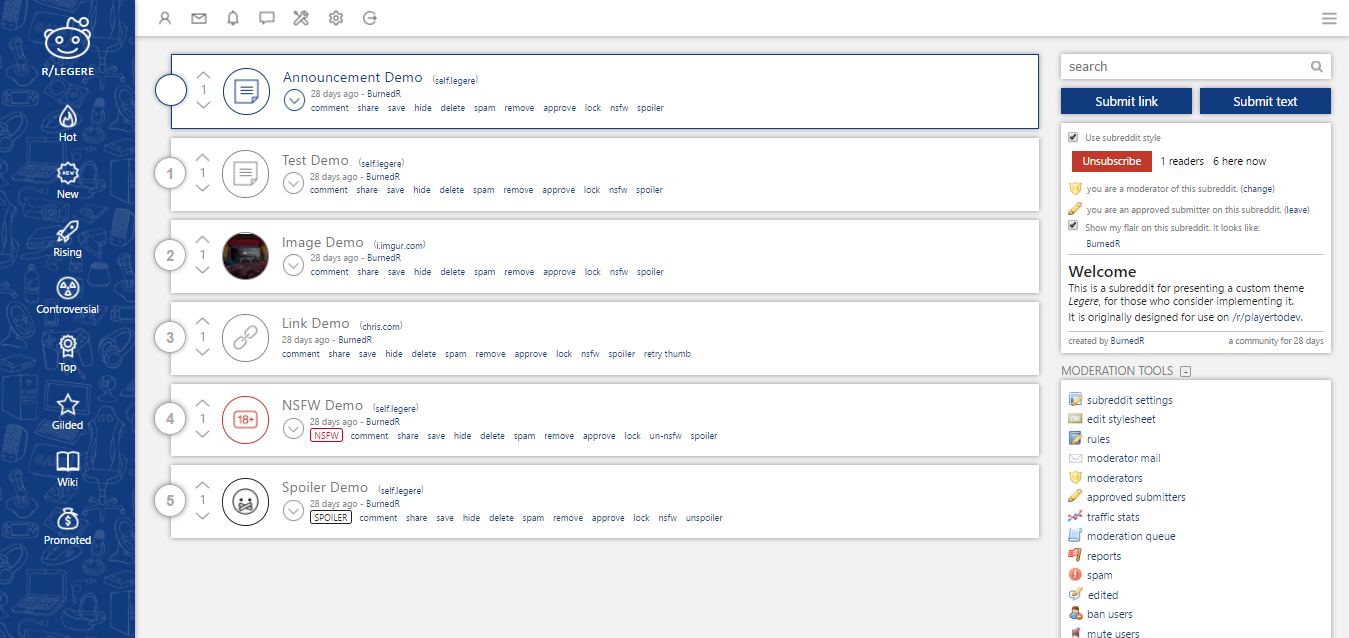 R/LEGERE
Hot
NEW
New
Rising
Controversial
Top
Gilded
Wiki
Promoted
1
Announcement Demo (self.legere)
28 days ago - BurnedR
comment share save hide delete spam remove approve lock nsfw spoiler
1
1
Test Demo (self.legere)
28 days ago - BurnedR
comment share save hide delete spam remove approve lock nsfw spoiler
2
1
Image Demo (i.imgur.com)
28 days ago - BurnedR
comment share save hide delete spam remove approve lock nsfw spoiler
3
1
Link Demo (chris.com)
28 days ago - BurnedR
comment share save hide delete spam remove approve lock nsfw spoiler retry thumb
4
1
18+
NSFW Demo (self.legere)
28 days ago - BurnedR
NSFW comment share save hide delete spam remove approve lock un-nsfw spoiler
5
1
Spoiler Demo (self.legere)
28 days ago - BurnedR
SPOILER comment share save hide delete spam remove approve lock nsfw unspoiler
search
Submit link Submit text
Use subreddit style
Unsubscribe 1 readers 6 here now
you are a moderator of this subreddit. (change)
you are an approved submitter on this subreddit. (leave)
Show my flair on this subreddit. It looks like:
BurnedR
Welcome
This is a subreddit for presenting a custom theme
Legere, for those who consider implementing it.
It is originally designed for use on /r/playertodev.
created by BurnedR a community for 28 days
MODERATION TOOLS -
subreddit settings
edit stylesheet
rules
moderator mail
moderators
approved submitters
traffic stats
moderation queue
reports
spam
edited
ban users
mute users